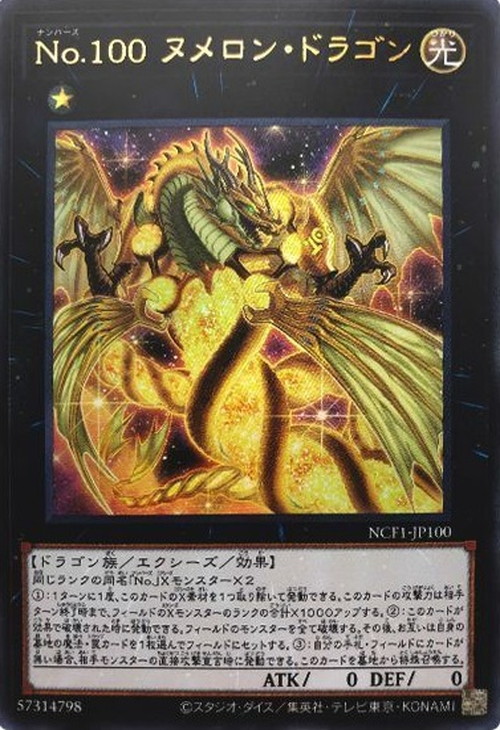 ナンバーズ
No.100 ヌメロン・ドラゴン
ひかり
光
NCF1-JP100
【ドラゴン族／エクシーズ／効果】
同じランクの同名「No.」Xモンスター×2
①：1ターンに1度、このカードのX素材を1つ取り除いて発動できる。このカードの攻撃力は相手
ターン終了時まで、フィールドのXモンスターのランクの合計×1000アップする。②：このカードが
効果で破壊された時に発動できる。フィールドのモンスターを全て破壊する。その後、お互いは自身の
墓地の魔法・罠カードを1枚選んでフィールドにセットする。③：自分の手札・フィールドにカードが
無い場合、相手モンスターの直接攻撃宣言時に発動できる。このカードを墓地から特殊召喚する。
ATK/ 0 DEF/ 0
57314798 ©スタジオ・ダイス／集英社・テレビ東京・KONAMI